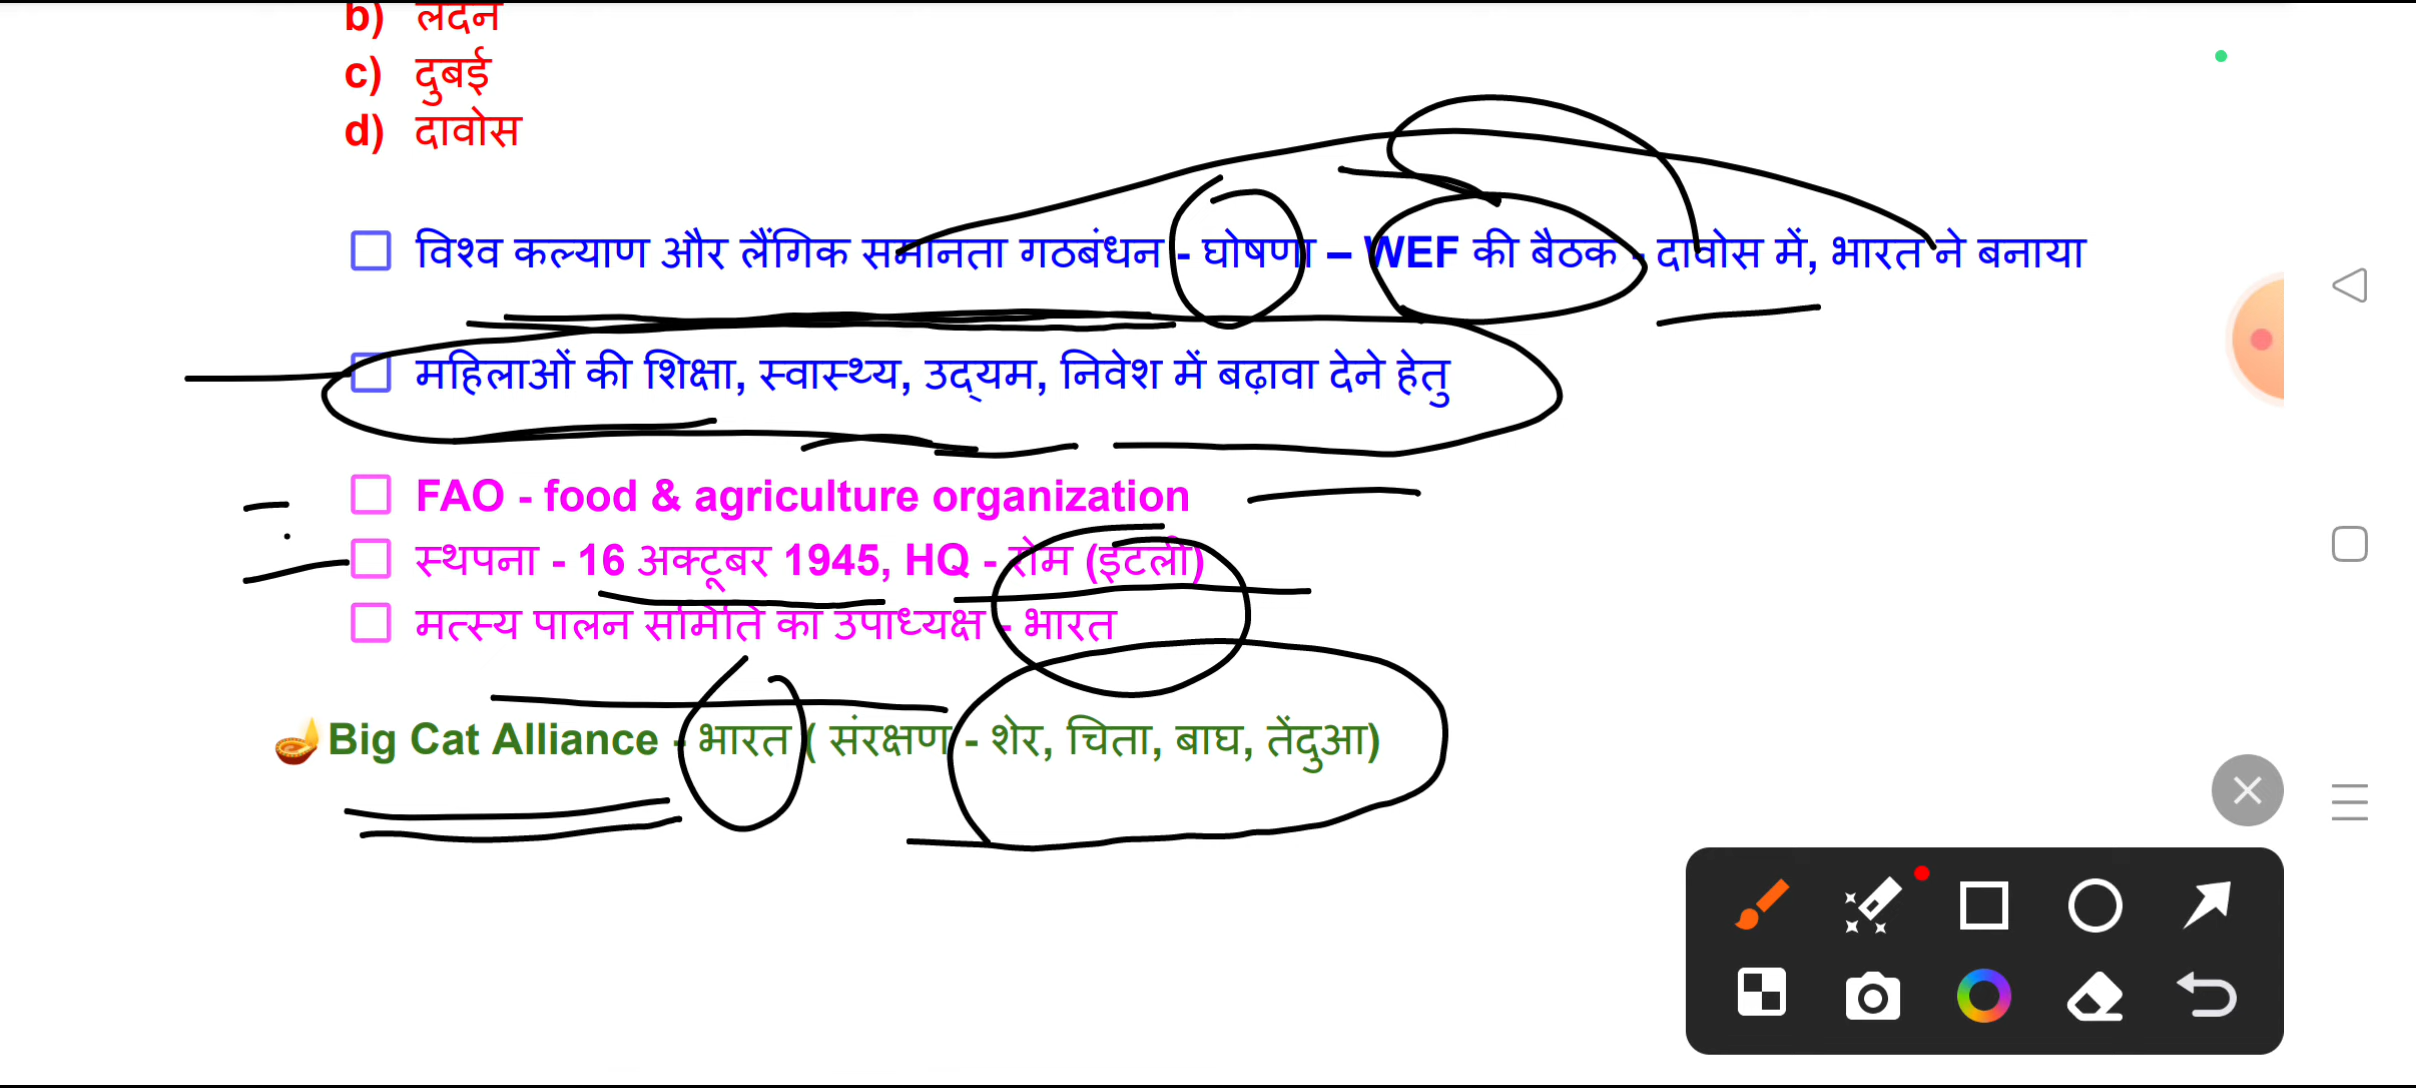 b) लंदन
c) दुबई
d) दावोस
विश्व कल्याण और लैंगिक समानता गठबंधन - घोषणा – WEF की बैठक - दावोस में, भारत ने बनाया
महिलाओं की शिक्षा, स्वास्थ्य, उद्यम, निवेश में बढ़ावा देने हेतु
FAO - food & agriculture organization
स्थपना - 16 अक्टूबर 1945, HQ - रोम (इटली)
मत्स्य पालन समिति का उपाध्यक्ष - भारत
Big Cat Alliance - भारत ( संरक्षण - शेर, चिता, बाघ, तेंदुआ)